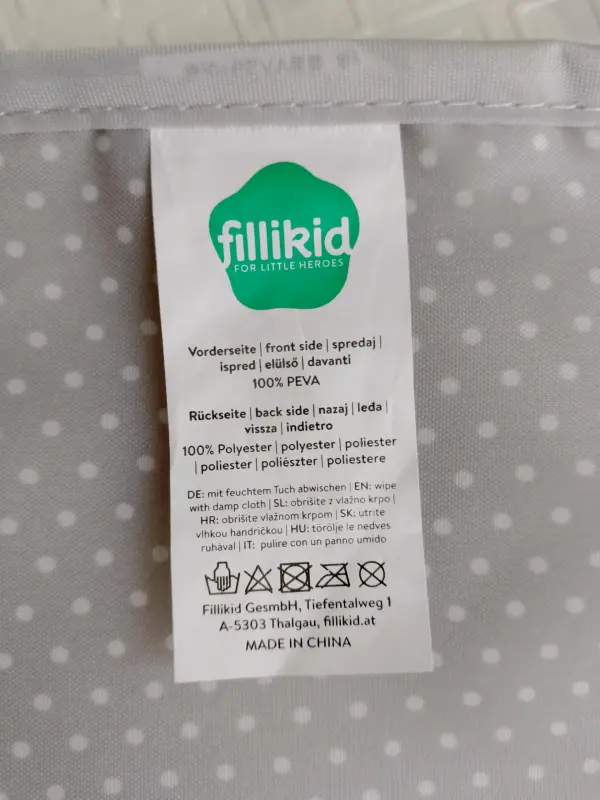 fillikid
FOR LITTLE HEROES
Vorderseite | front side | spredaj |
ispred | elülső | davanti
100% PEVA
Rückseite | back side | nazaj | leđa |
vissza | indietro
100% Polyester | polyester | poliester
| poliester | poliészter | poliestere
DE: mit feuchtem Tuch abwischen | EN: wipe
with damp cloth | SL: obrišite z vlažno krpo |
HR: obrišite vlažnom krpom | SK: utrite
vlhkou handričkou | HU: törölje le nedves
ruhával | IT: pulire con un panno umido
Fillikid GesmbH, Tiefentalweg 1
A-5303 Thalgau, fillikid.at
MADE IN CHINA